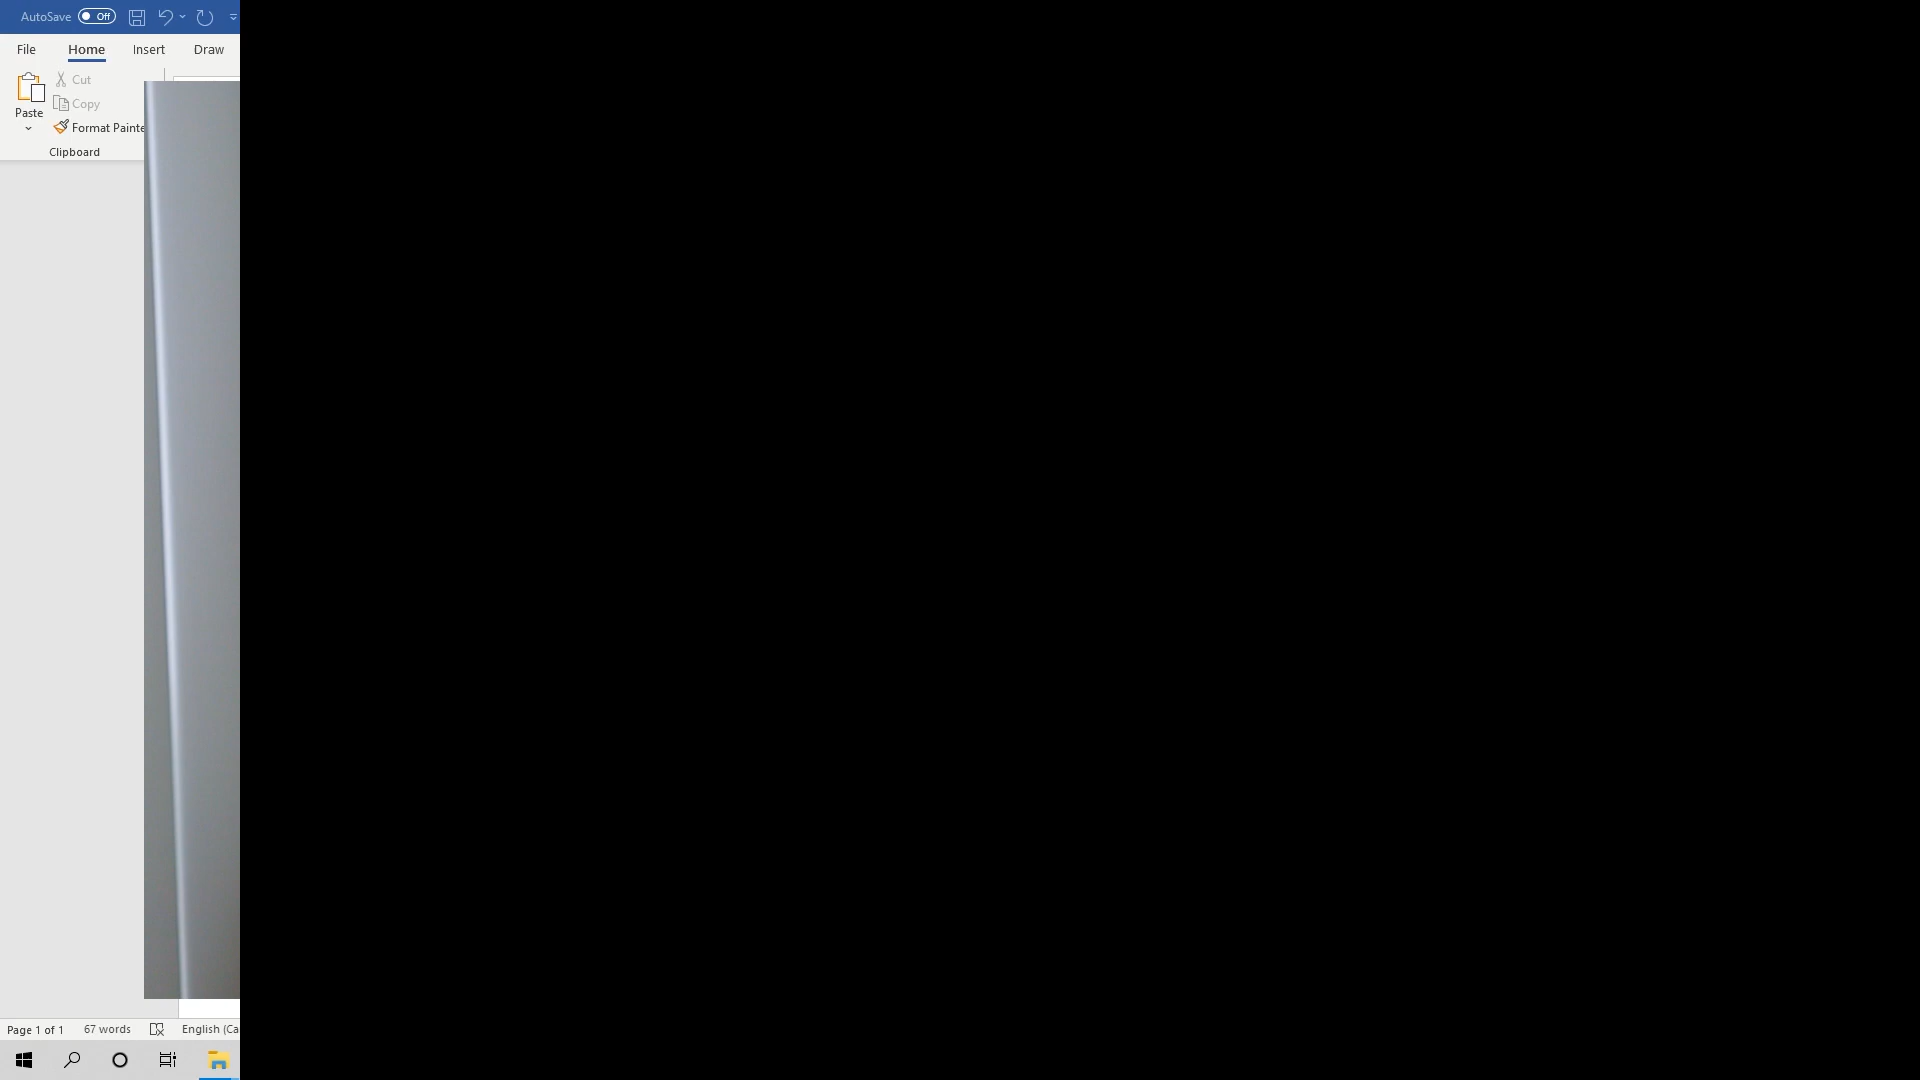 AutoSave Off
File Home Insert Draw
Paste
Cut
Copy
Format Painte
Clipboard
Page 1 of 1 67 words English (Ca